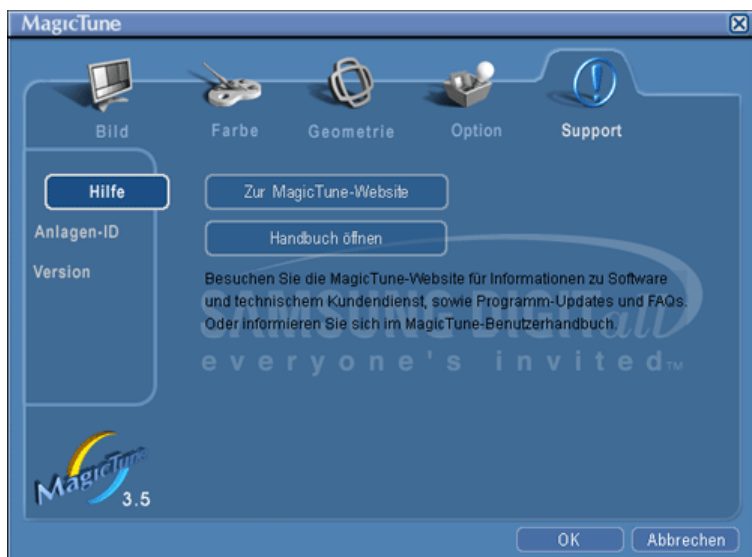 MagicTune
Bild
Farbe
Geometrie
Option
Support
Hilfe
Anlagen-ID
Version
Zur MagicTune-Website
Handbuch öffnen
Besuchen Sie die MagicTune-Website für Informationen zu Software
und technischem Kundendienst, sowie Programm-Updates und FAQs.
Oder informieren Sie sich im MagicTune-Benutzerhandbuch.
SAMSUNG DIGITall
everyone's invited™
MagicTune
3.5
OK
Abbrechen